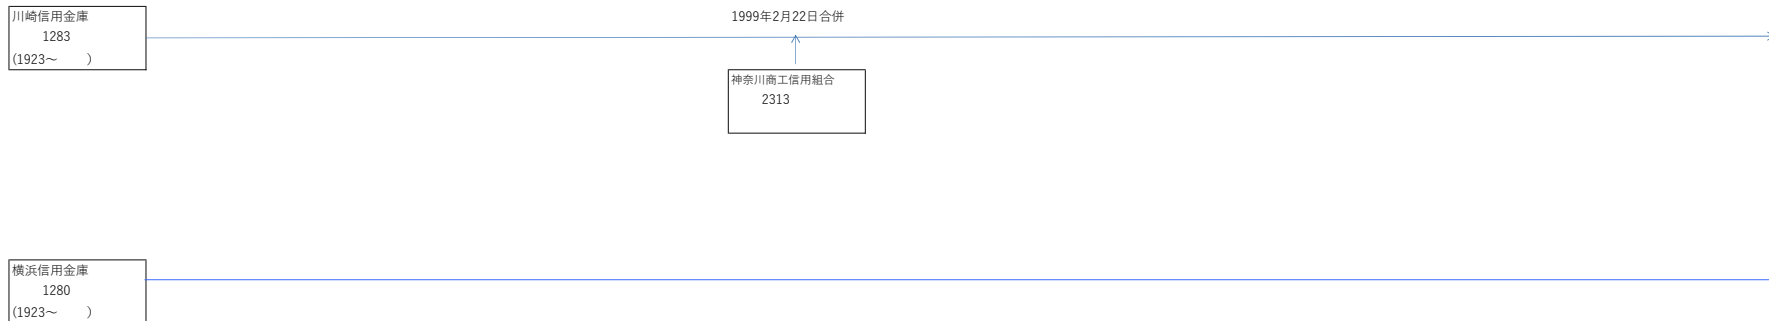 川崎信用金庫
1283
(1923～　　)
1999年2月22日合併
神奈川商工信用組合
2313
横浜信用金庫
1280
(1923～　　)